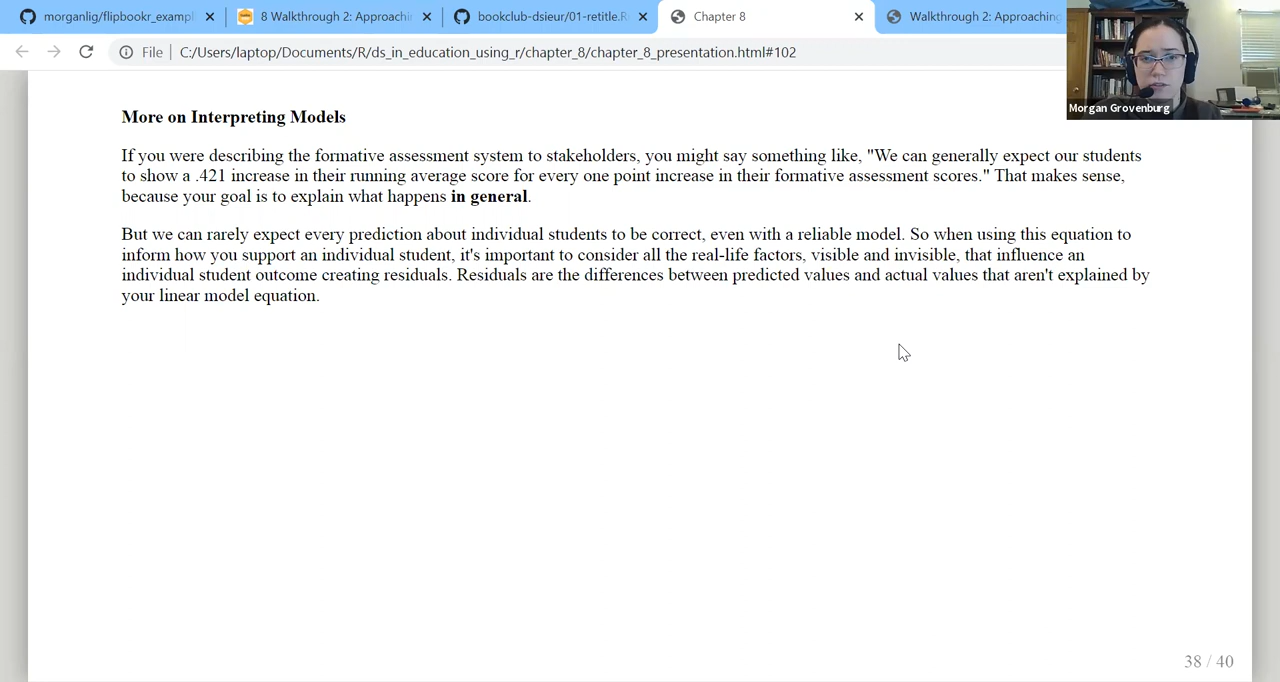 morganlig/flipbookr_exampl
8 Walkthrough 2: Approachin
bookclub-dsieur/01-retitle.R
Chapter 8
Walkthrough 2: Approaching
File
C:/Users/laptop/Documents/R/ds_in_education_using_r/chapter_8/chapter_8_presentation.html#102
Morgan Grovenburg
More on Interpreting Models
If you were describing the formative assessment system to stakeholders, you might say something like, "We can generally expect our students
to show a .421 increase in their running average score for every one point increase in their formative assessment scores." That makes sense,
because your goal is to explain what happens in general.
But we can rarely expect every prediction about individual students to be correct, even with a reliable model. So when using this equation to
inform how you support an individual student, it's important to consider all the real-life factors, visible and invisible, that influence an
individual student outcome creating residuals. Residuals are the differences between predicted values and actual values that aren't explained by
your linear model equation.
38 / 40